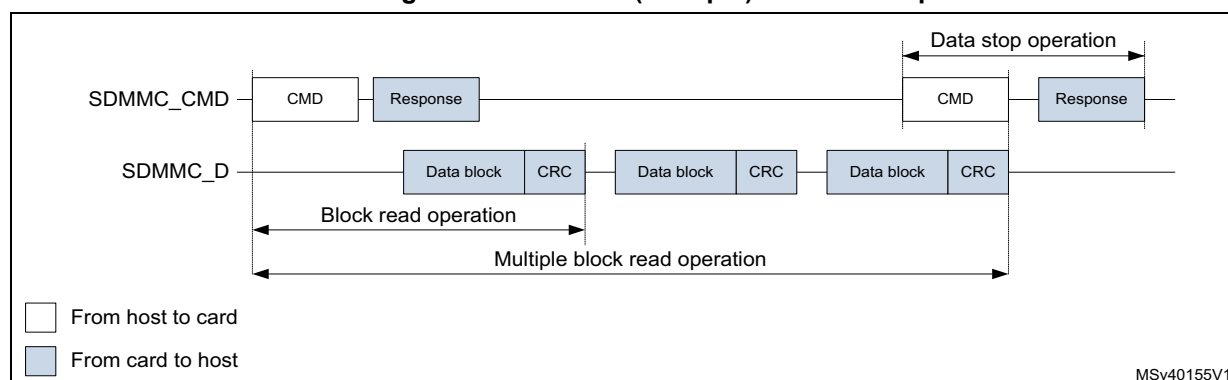 Data stop operation
SDMMC_CMD CMD Response CMD Response
SDMMC_D Data block CRC Data block CRC Data block CRC
Block read operation
Multiple block read operation
From host to card
From card to host
MSv40155V1